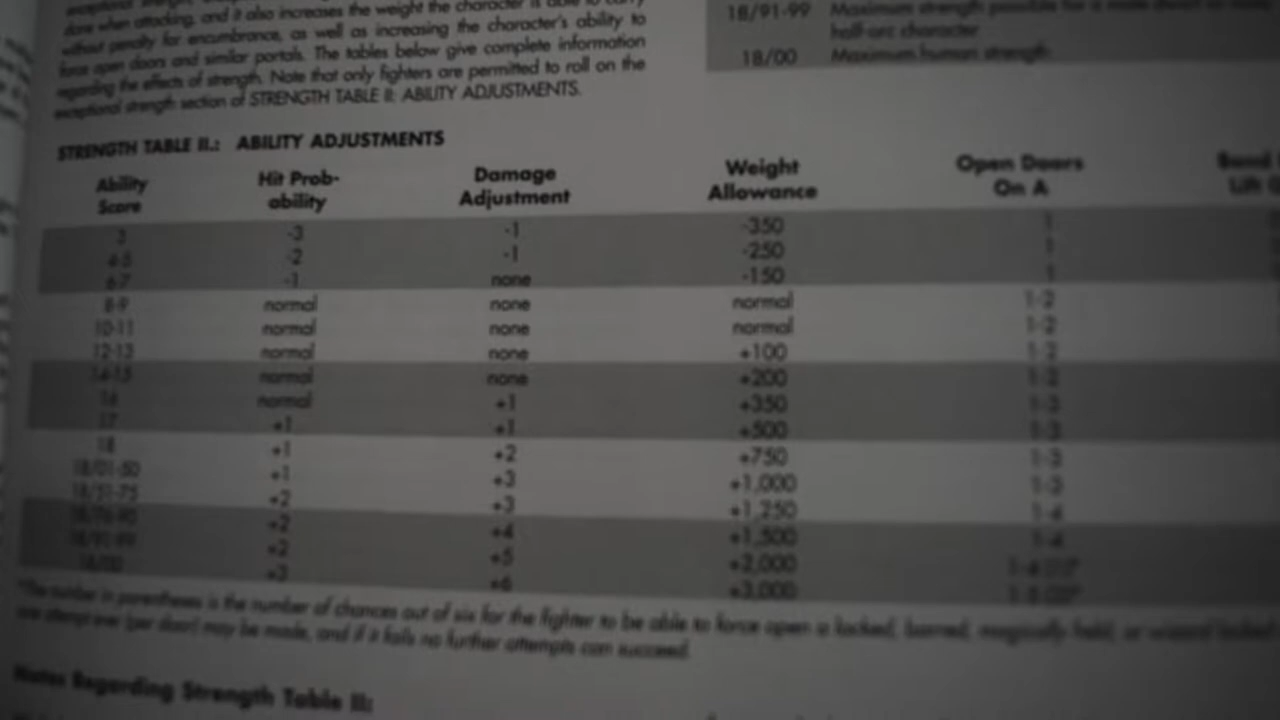 done when attacking, and it also increases the weight the character is able to carry
without penalty for encumbrance, as well as increasing the character's ability to
force open doors and similar portals. The tables below give complete information
regarding the effects of strength. Note that only fighters are permitted to roll on the
exceptional strength section of STRENGTH TABLE II: ABILITY ADJUSTMENTS.
18/91-99 Maximum strength possible for a male dwarf or
half-orc character
18/00 Maximum human strength
STRENGTH TABLE II.: ABILITY ADJUSTMENTS
Ability Score Hit Prob-ability Damage Adjustment Weight Allowance Open Doors On A
3 -3 -1 -350 1
4-5 -2 -1 -250 1
6-7 -1 none -150 1
8-9 normal none normal 1-2
10-11 normal none normal 1-2
12-13 normal none +100 1-2
14-15 normal none +200 1-2
16 normal +1 +350 1-3
17 +1 +1 +500 1-3
18 +1 +2 +750 1-3
18/01-50 +1 +3 +1,000 1-3
18/51-75 +2 +3 +1,250 1-4
18/76-90 +2 +4 +1,500 1-4
18/91-99 +2 +5 +2,000
18/00 +3 +6 +3,000
*The number in parentheses is the number of chances out of six for the fighter to be able to force open a locked, barred, magically held, or wizard locked
(per door) may be made, and if it fails no further attempts can succeed.
Notes Regarding Strength Table II: